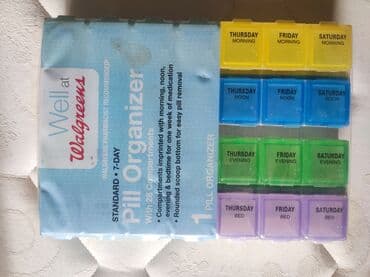 Well at
Walgreens
WALGREENS PHARMACIST RECOMMENDED
STANDARD • 7-DAY
Pill Organizer
With 28 Compartments
• Compartments imprinted with morning, noon,
evening & bedtime for one week of medication
• Rounded scoop bottom for easy pill removal
1 PILL ORGANIZER
THURSDAY
MORNING
FRIDAY
MORNING
SATURDAY
MORNING
THURSDAY
NOON
FRIDAY
NOON
SATURDAY
NOON
THURSDAY
EVENING
FRIDAY
EVENING
SATURDAY
EVENING
THURSDAY
BED
FRIDAY
BED
SATURDAY
BED